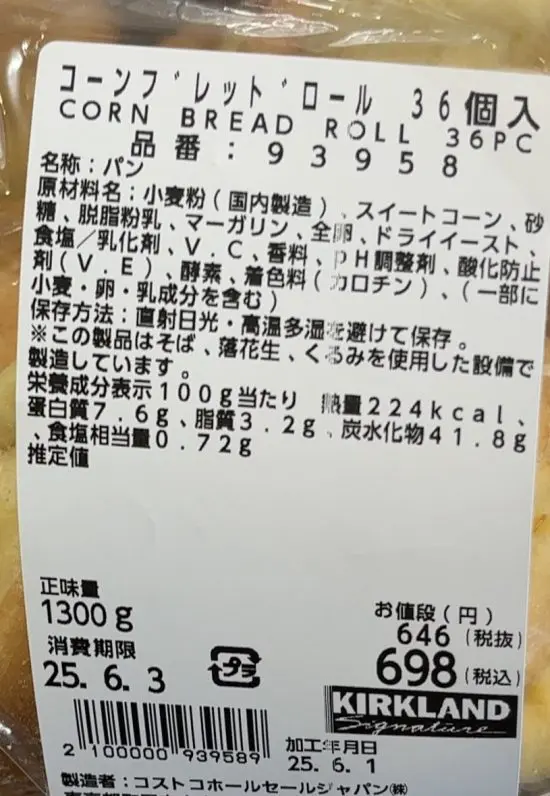 コーンブレッドロール 36個入
CORN BREAD ROLL 36PC
品番:93958
名称:パン
原材料名:小麦粉(国内製造)、スイートコーン、砂
糖、脱脂粉乳、マーガリン、全卵、ドライイースト、
食塩/乳化剤、V.C、香料、pH調整剤、酸化防止
剤(V.E)、酵素、着色料(カロチン)、(一部に
小麦・卵・乳成分を含む)
保存方法:直射日光・高温多湿を避けて保存。
※この製品はそば、落花生、くるみを使用した設備で
製造しています。
栄養成分表示100g当たり 熱量224kcal、
蛋白質7.6g、脂質3.2g、炭水化物41.8g
、食塩相当量0.72g
推定値
正味量
1300g
消費期限
25.6.3
プラ
お値段(円)
646(税抜)
698(税込)
KIRKLAND
Signature
2 100000 939589
加工年月日
25.6.1
製造者:コストコホールセールジャパン㈱